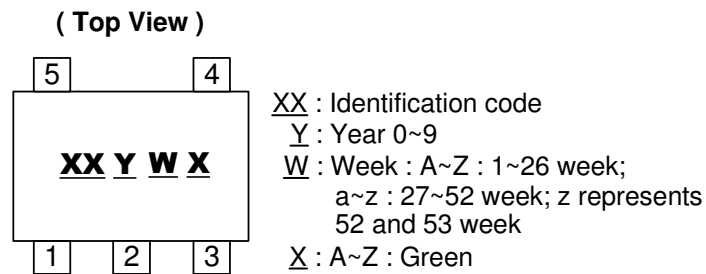 ( Top View )
5 4
XX Y W X
1 2 3
XX : Identification code
Y : Year 0~9
W : Week : A~Z : 1~26 week;
a~z : 27~52 week; z represents
52 and 53 week
X : A~Z : Green